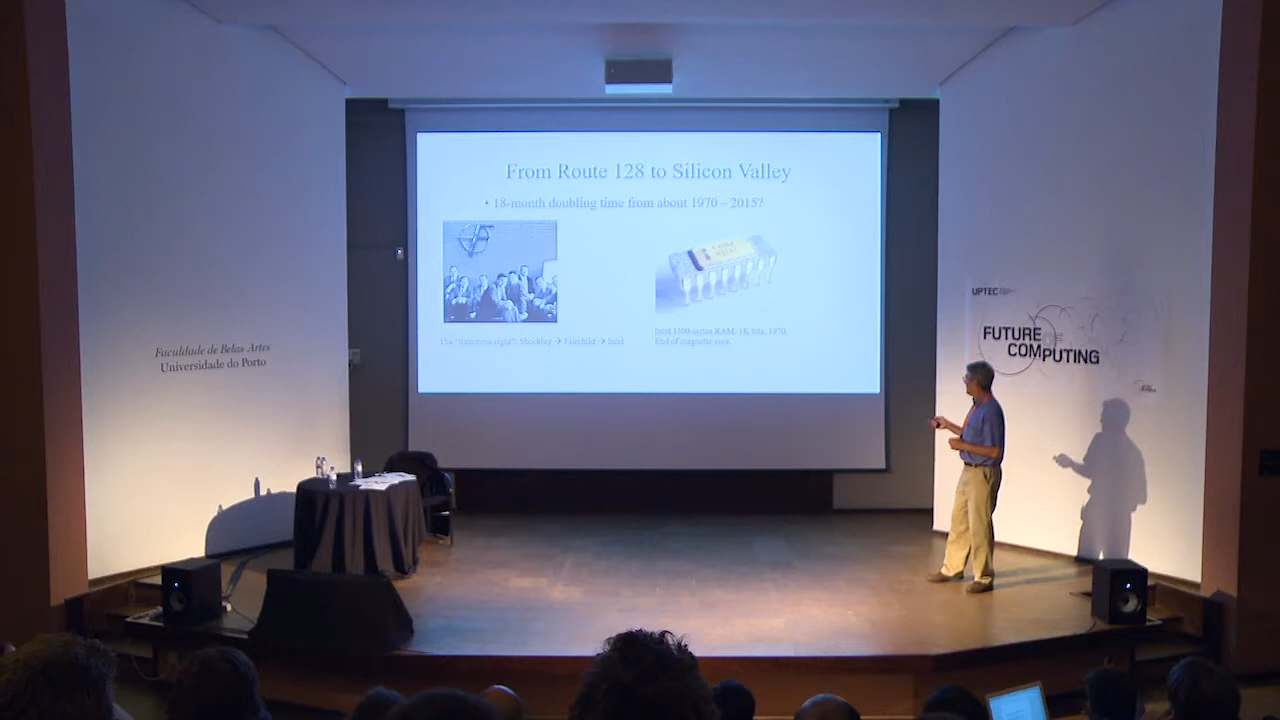 From Route 128 to Silicon Valley
• 18-month doubling time from about 1970 – 2015?
The "traitorous eight": Shockley → Fairchild → Intel
Intel 1100-series RAM, 1K bits, 1970.
End of magnetic core.
Faculdade de Belas Artes
Universidade do Porto
UPTEC
FUTURE
OF
COMPUTING